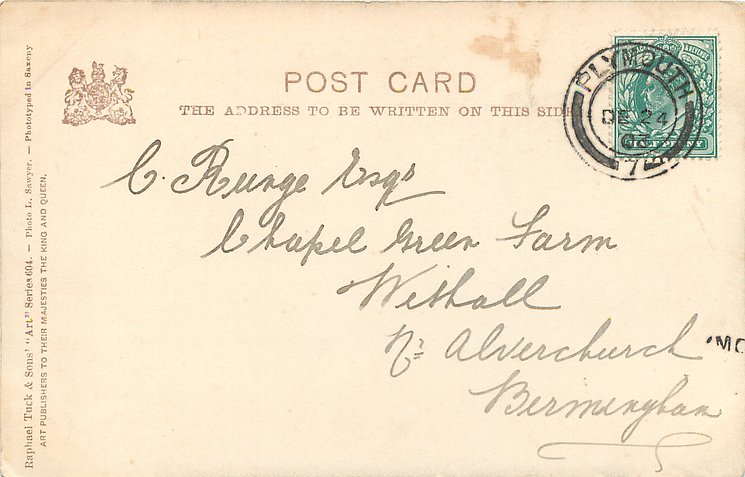 POST CARD
THE ADDRESS TO BE WRITTEN ON THIS SIDE
PLYMOUTH
DE 24
HALFPENNY
C. Runge Esqr
Chapel Green Farm
Withall
Nr Alverchurch
Bermingham
Raphael Tuck & Sons' "Art" Series 604. — Photo L. Sawyer. — Phototyped in Saxony
ART PUBLISHERS TO THEIR MAJESTIES THE KING AND QUEEN.